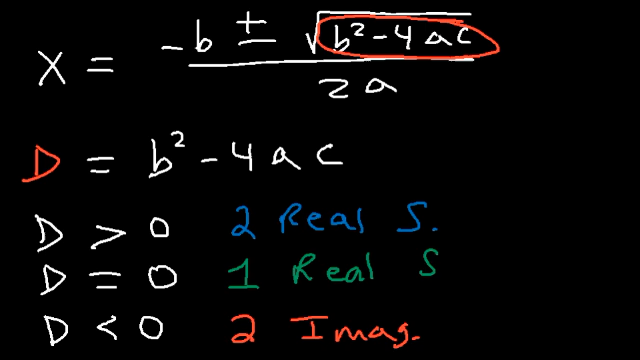 x = -b ± √b² - 4ac / 2a
D = b² - 4ac
D > 0 2 Real S.
D = 0 1 Real S
D < 0 2 Imag.